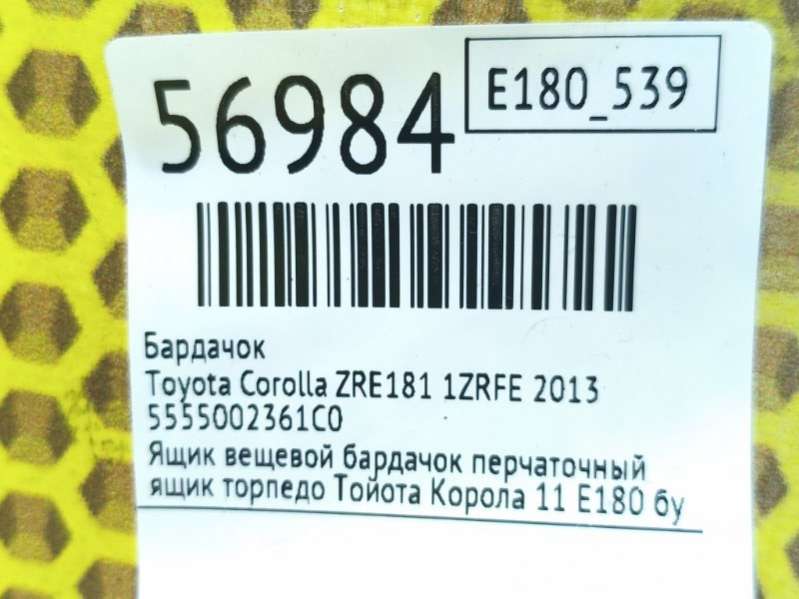 56984
E180_539
Бардачок
Toyota Corolla ZRE181 1ZRFE 2013
5555002361C0
Ящик вещевой бардачок перчаточный
ящик торпедо Тойота Корола 11 Е180 бу